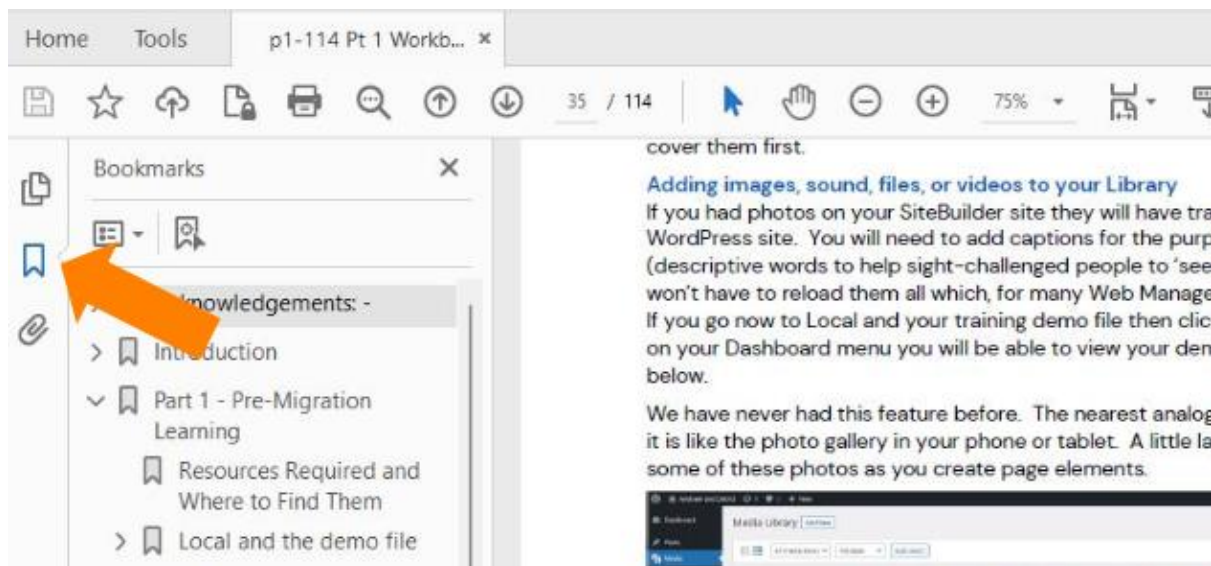 Home Tools p1-114 Pt 1 Workb... ×
35 / 114 75%
Bookmarks
knowledgements: -
Introduction
Part 1 - Pre-Migration
Learning
Resources Required and
Where to Find Them
Local and the demo file
cover them first.
Adding images, sound, files, or videos to your Library
If you had photos on your SiteBuilder site they will have tra
WordPress site. You will need to add captions for the purp
(descriptive words to help sight-challenged people to ‘see
won’t have to reload them all which, for many Web Manage
If you go now to Local and your training demo file then clic
on your Dashboard menu you will be able to view your den
below.
We have never had this feature before. The nearest analog
it is like the photo gallery in your phone or tablet. A little la
some of these photos as you create page elements.
Dashboard
Media Library
Posts
Media